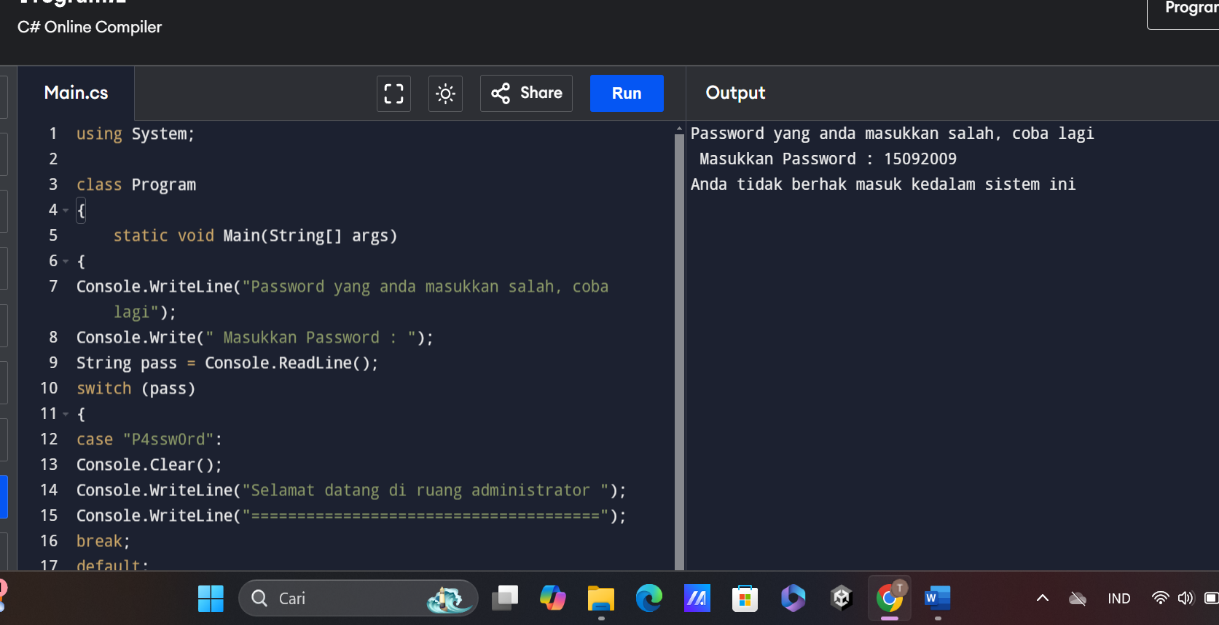 C# Online Compiler
Main.cs
Share
Run
Output
1 using System;
2
3 class Program
4 {
5 static void Main(String[] args)
6 {
7 Console.WriteLine("Password yang anda masukkan salah, coba
lagi");
8 Console.Write(" Masukkan Password : ");
9 String pass = Console.ReadLine();
10 switch (pass)
11 {
12 case "P4ssw0rd":
13 Console.Clear();
14 Console.WriteLine("Selamat datang di ruang administrator ");
15 Console.WriteLine("======================================");
16 break;
17 default:
Password yang anda masukkan salah, coba lagi
Masukkan Password : 15092009
Anda tidak berhak masuk kedalam sistem ini
Cari
IND